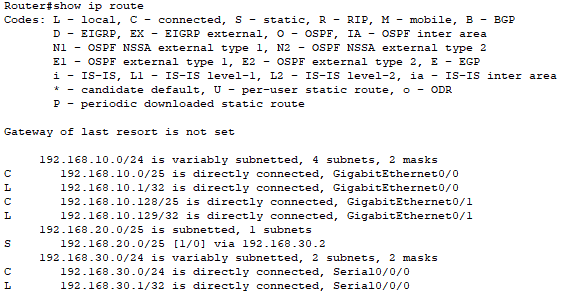 Router#show ip route
Codes: L - local, C - connected, S - static, R - RIP, M - mobile, B - BGP
D - EIGRP, EX - EIGRP external, O - OSPF, IA - OSPF inter area
N1 - OSPF NSSA external type 1, N2 - OSPF NSSA external type 2
E1 - OSPF external type 1, E2 - OSPF external type 2, E - EGP
i - IS-IS, L1 - IS-IS level-1, L2 - IS-IS level-2, ia - IS-IS inter area
* - candidate default, U - per-user static route, o - ODR
P - periodic downloaded static route
Gateway of last resort is not set
192.168.10.0/24 is variably subnetted, 4 subnets, 2 masks
C 192.168.10.0/25 is directly connected, GigabitEthernet0/0
L 192.168.10.1/32 is directly connected, GigabitEthernet0/0
C 192.168.10.128/25 is directly connected, GigabitEthernet0/1
L 192.168.10.129/32 is directly connected, GigabitEthernet0/1
192.168.20.0/25 is subnetted, 1 subnets
S 192.168.20.0/25 [1/0] via 192.168.30.2
192.168.30.0/24 is variably subnetted, 2 subnets, 2 masks
C 192.168.30.0/24 is directly connected, Serial0/0/0
L 192.168.30.1/32 is directly connected, Serial0/0/0